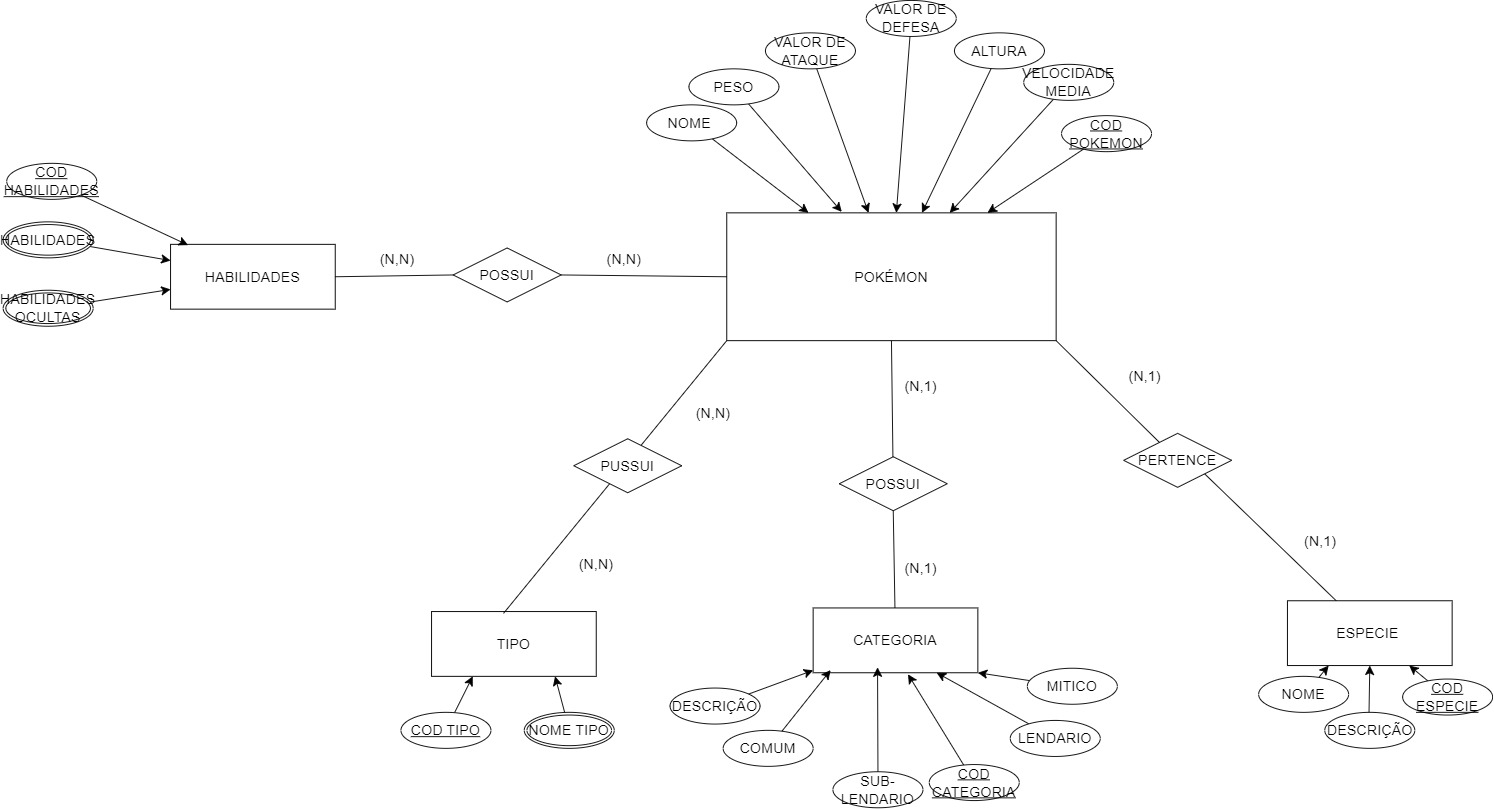 VALOR DE
DEFESA
VALOR DE
ATAQUE
ALTURA
VELOCIDADE
MEDIA
PESO
NOME
COD
POKEMON
COD
HABILIDADES
HABILIDADES
HABILIDADES
OCULTAS
HABILIDADES
(N,N)
POSSUI
(N,N)
POKÉMON
(N,N)
PUSSUI
(N,N)
(N,1)
POSSUI
(N,1)
(N,1)
PERTENCE
(N,1)
TIPO
COD TIPO
NOME TIPO
CATEGORIA
DESCRIÇÃO
COMUM
SUB-
LENDARIO
COD
CATEGORIA
LENDARIO
MITICO
ESPECIE
NOME
DESCRIÇÃO
COD
ESPECIE